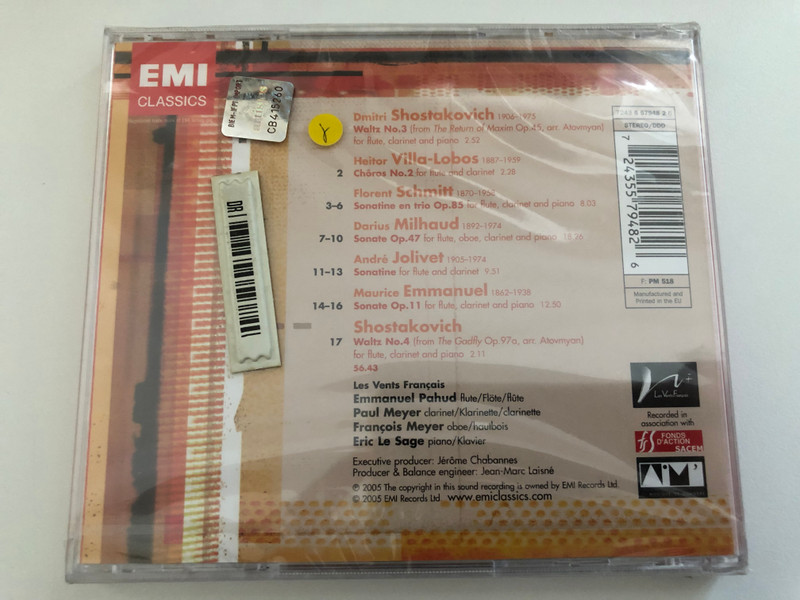 EMI
CLASSICS
CB415260
Y
DR
Dmitri Shostakovich 1906-1975
Waltz No.3 (from The Return of Maxim Op.45, arr. Atovmyan)
for flute, clarinet and piano 2.52
Heitor Villa-Lobos 1887-1959
2 Chôros No.2 for flute and clarinet 3:28
Florent Schmitt 1870-1958
3-6 Sonatine en trio Op.85 for flute, clarinet and piano 8.03
Darius Milhaud 1892-1974
7-10 Sonate Op.47 for flute, oboe, clarinet and piano
André Jolivet 1905-1974
11-13 Sonatine for flute and clarinet 9:31
Maurice Emmanuel 1862-1938
14-16 Sonate Op.11 for flute, clarinet and piano 12.50
Shostakovich
17 Waltz No.4 (from The Gadfly Op.97a, arr. Atovmyan)
for flute, clarinet and piano 2.11
56.43
Les Vents Français
Emmanuel Pahud flute/Flöte/flûte
Paul Meyer clarinet/Klarinette/clarinette
François Meyer oboe/hautbois
Eric Le Sage piano/Klavier
Executive producer: Jérôme Chabannes
Producer & Balance engineer: Jean-Marc Laisné
℗ 2005 The copyright in this sound recording is owned by EMI Records Ltd.
© 2005 EMI Records Ltd www.emiclassics.com
STEREO/DDD
7 24355 79482 6
F: PM 518
Manufactured and
Printed in the EU
Les Vents Français
Recorded in
association with
FONDS
D'ACTION
SACEM
AiM'